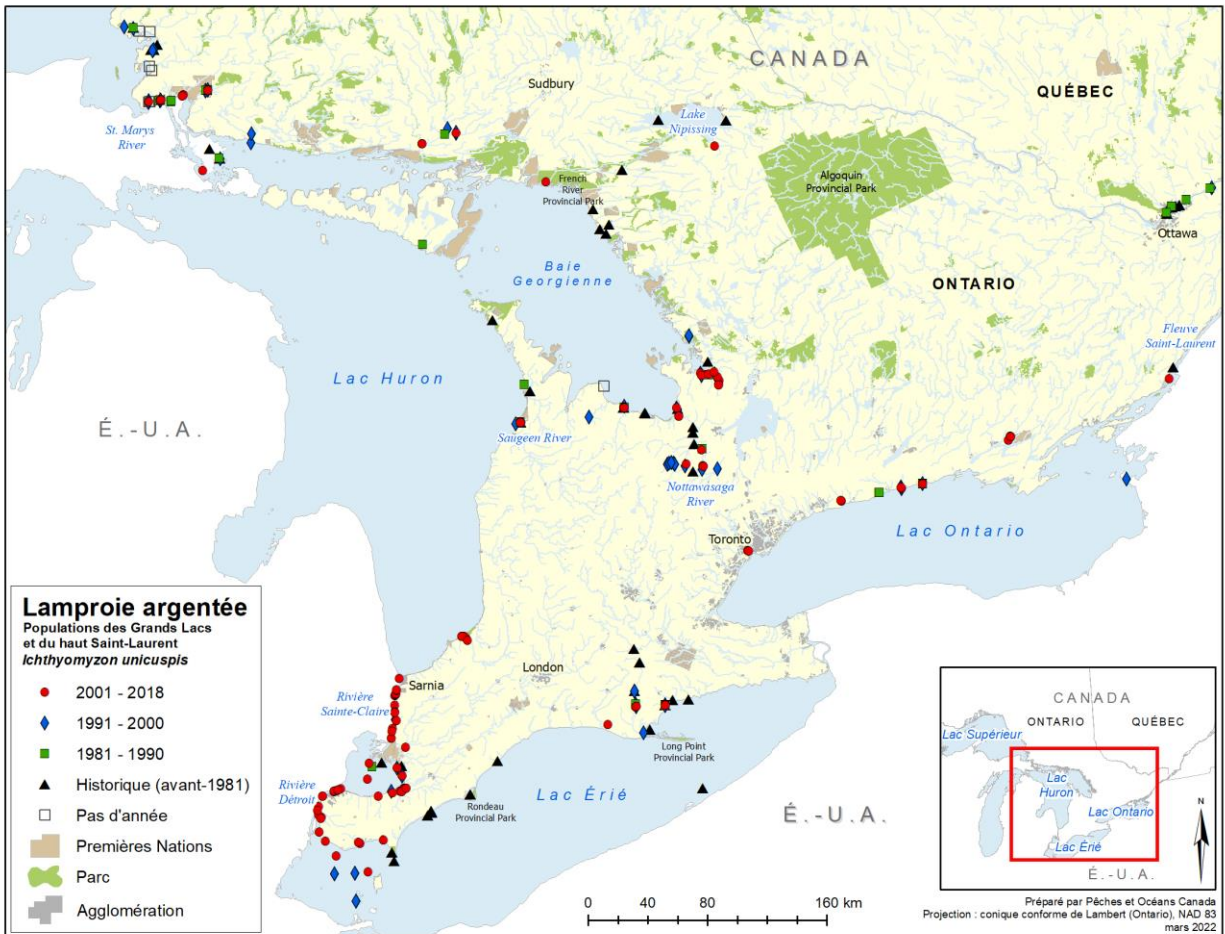 CANADA
QUÉBEC
Sudbury
Lake
Nipissing
St. Marys
River
French
River
Provincial Park
Algoquin
Provincial Park
Ottawa
ONTARIO
Baie
Georgienne
Fleuve
Saint-Laurent
Lac Huron
É.-U.A.
Saugeen River
Nottawasaga
River
Toronto
Lac Ontario
London
Sarnia
Rivière
Sainte-Claire
Long Point
Provincial Park
Rivière
Détroit
Rondeau
Provincial Park
Lac Érié
É.-U.A.
Lamproie argentée
Populations des Grands Lacs
et du haut Saint-Laurent
Ichthyomyzon unicuspis
2001 - 2018
1991 - 2000
1981 - 1990
Historique (avant-1981)
Pas d'année
Premières Nations
Parc
Agglomération
0 40 80 160 km
CANADA
ONTARIO QUÉBEC
Lac Supérieur
Lac
Huron
Lac Ontario
Lac Érié
É.-U.A.
N
Préparé par Pêches et Océans Canada
Projection : conique conforme de Lambert (Ontario), NAD 83
mars 2022